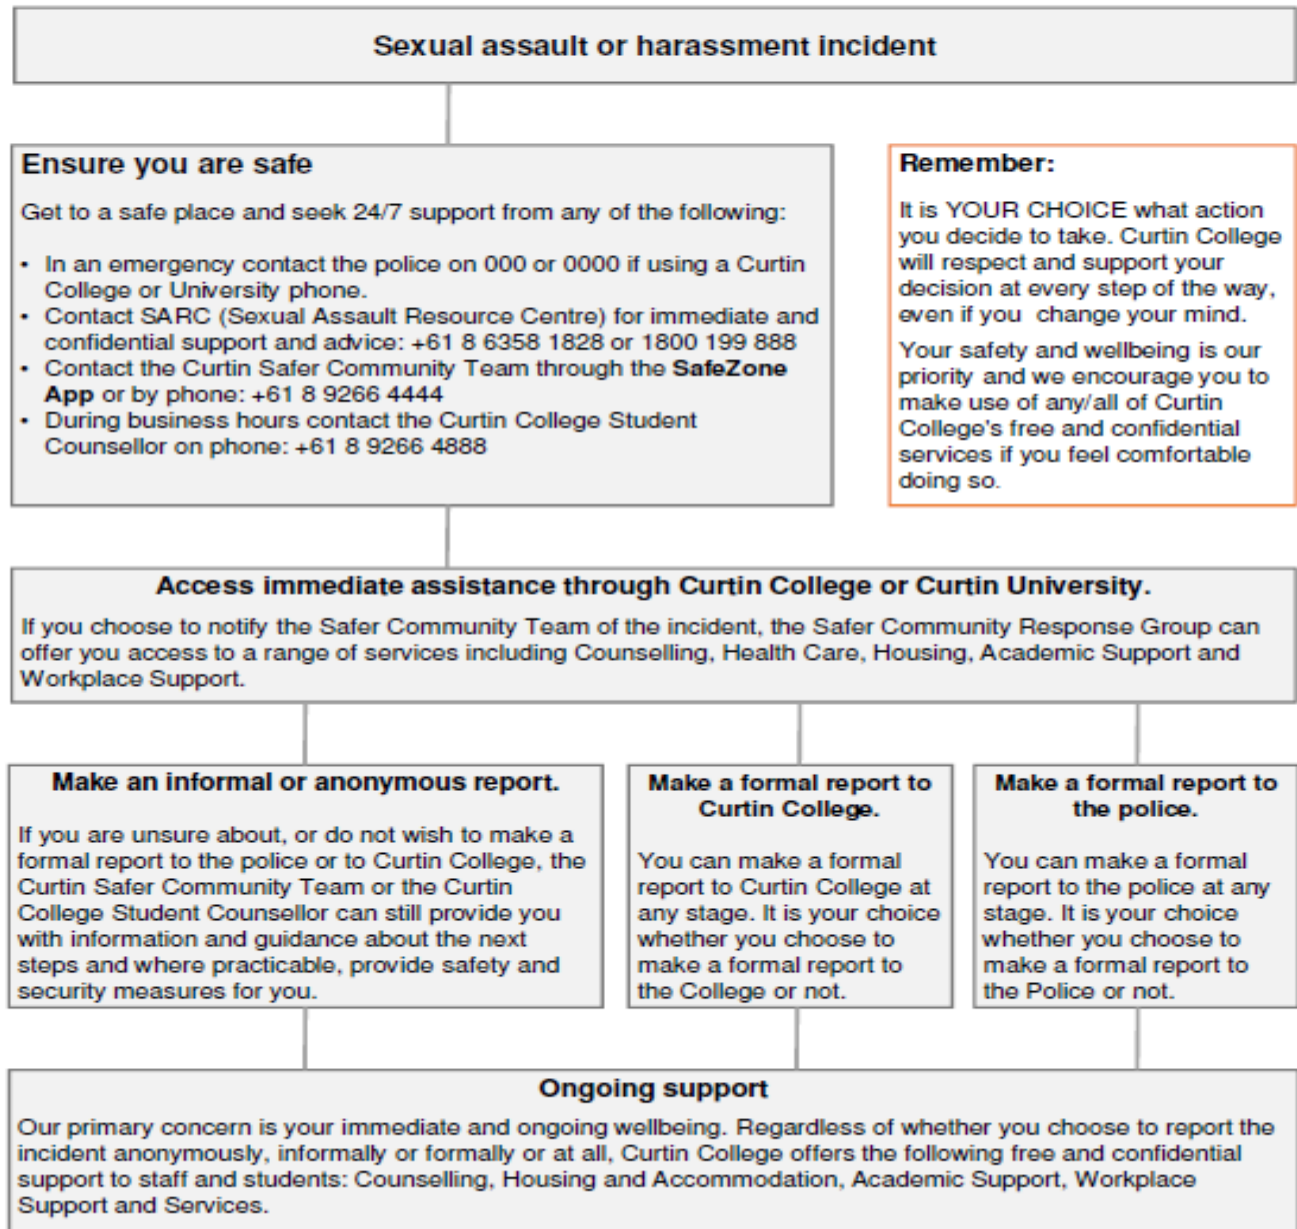 Sexual assault or harassment incident
Ensure you are safe
Get to a safe place and seek 24/7 support from any of the following:
• In an emergency contact the police on 000 or 0000 if using a Curtin
College or University phone.
• Contact SARC (Sexual Assault Resource Centre) for immediate and
confidential support and advice: +61 8 6358 1828 or 1800 199 888
• Contact the Curtin Safer Community Team through the SafeZone
App or by phone: +61 8 9266 4444
• During business hours contact the Curtin College Student
Counsellor on phone: +61 8 9266 4888
Remember:
It is YOUR CHOICE what action
you decide to take. Curtin College
will respect and support your
decision at every step of the way,
even if you change your mind.
Your safety and wellbeing is our
priority and we encourage you to
make use of any/all of Curtin
College's free and confidential
services if you feel comfortable
doing so.
Access immediate assistance through Curtin College or Curtin University.
If you choose to notify the Safer Community Team of the incident, the Safer Community Response Group can
offer you access to a range of services including Counselling, Health Care, Housing, Academic Support and
Workplace Support.
Make an informal or anonymous report.
If you are unsure about, or do not wish to make a
formal report to the police or to Curtin College, the
Curtin Safer Community Team or the Curtin
College Student Counsellor can still provide you
with information and guidance about the next
steps and where practicable, provide safety and
security measures for you.
Make a formal report to
Curtin College.
You can make a formal
report to Curtin College at
any stage. It is your choice
whether you choose to
make a formal report to
the College or not.
Make a formal report to
the police.
You can make a formal
report to the police at any
stage. It is your choice
whether you choose to
make a formal report to
the Police or not.
Ongoing support
Our primary concern is your immediate and ongoing wellbeing. Regardless of whether you choose to report the
incident anonymously, informally or formally or at all, Curtin College offers the following free and confidential
support to staff and students: Counselling, Housing and Accommodation, Academic Support, Workplace
Support and Services.